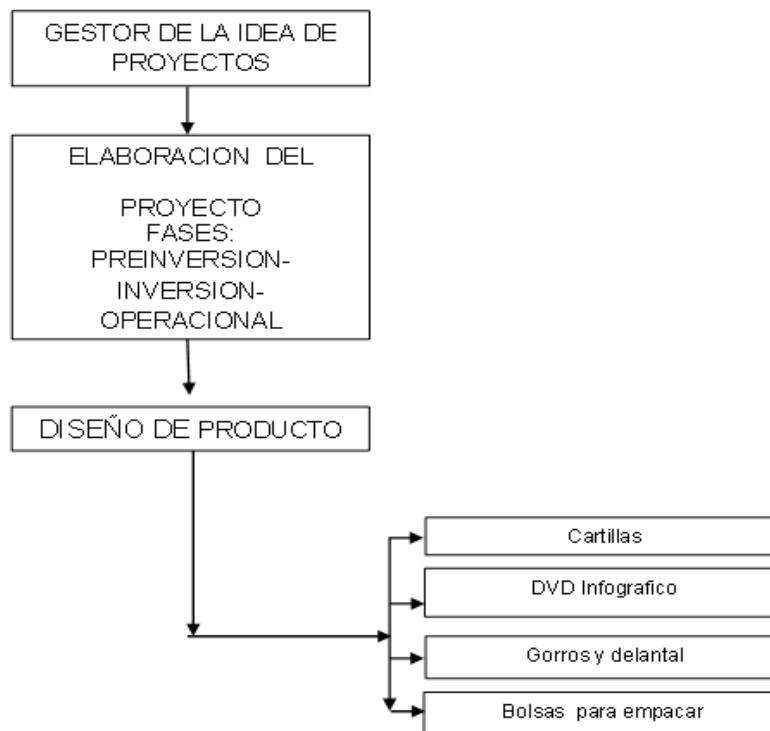 GESTOR DE LA IDEA DE
PROYECTOS
ELABORACION DEL
PROYECTO
FASES:
PREINVERSION-
INVERSION-
OPERACIONAL
DISEÑO DE PRODUCTO
Cartillas
DVD Infografico
Gorros y delantal
Bolsas para empacar